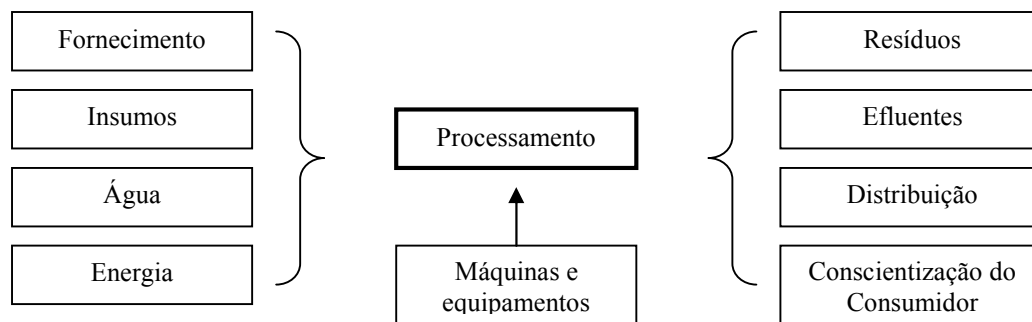 Fornecimento
Insumos
Água
Energia
Processamento
Máquinas e
equipamentos
Resíduos
Efluentes
Distribuição
Conscientização do
Consumidor